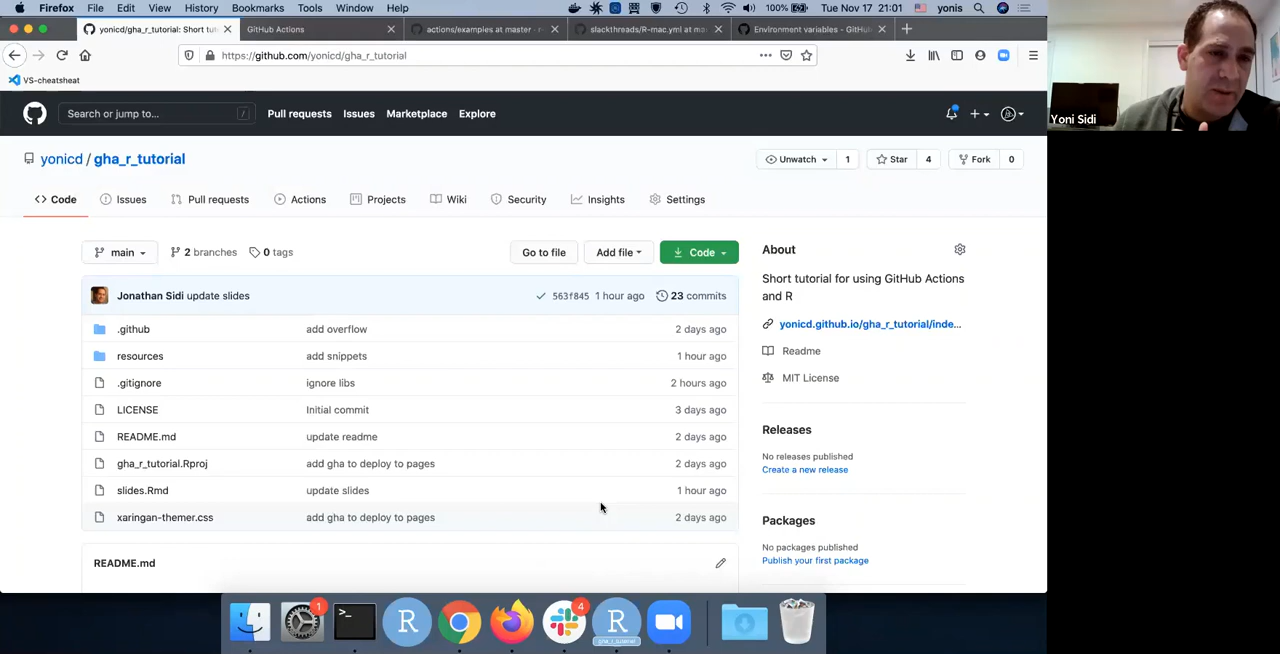 Firefox File Edit View History Bookmarks Tools Window Help 100% Tue Nov 17 21:01 yonis
yonicd/gha_r_tutorial: Short tut
GitHub Actions
actions/examples at master · r-
slackthreads/R-mac.yml at ma
Environment variables - GitHub
https://github.com/yonicd/gha_r_tutorial
VS-cheatsheat
Search or jump to... /
Pull requests Issues Marketplace Explore
Yoni Sidi
yonicd / gha_r_tutorial
Unwatch 1 Star 4 Fork 0
Code Issues Pull requests Actions Projects Wiki Security Insights Settings
main 2 branches 0 tags Go to file Add file Code
Jonathan Sidi update slides 563f845 1 hour ago 23 commits
.github add overflow 2 days ago
resources add snippets 1 hour ago
.gitignore ignore libs 2 hours ago
LICENSE Initial commit 3 days ago
README.md update readme 2 days ago
gha_r_tutorial.Rproj add gha to deploy to pages 2 days ago
slides.Rmd update slides 1 hour ago
xaringan-themer.css add gha to deploy to pages 2 days ago
README.md
About
Short tutorial for using GitHub Actions
and R
yonicd.github.io/gha_r_tutorial/inde...
Readme
MIT License
Releases
No releases published
Create a new release
Packages
No packages published
Publish your first package
1
>_
R
4
R
gha_r_tutorial